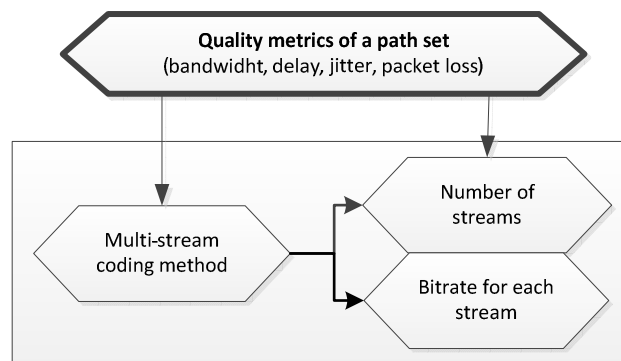 Quality metrics of a path set
(bandwidht, delay, jitter, packet loss)
Number of
streams
Multi-stream
coding method
Bitrate for each
stream